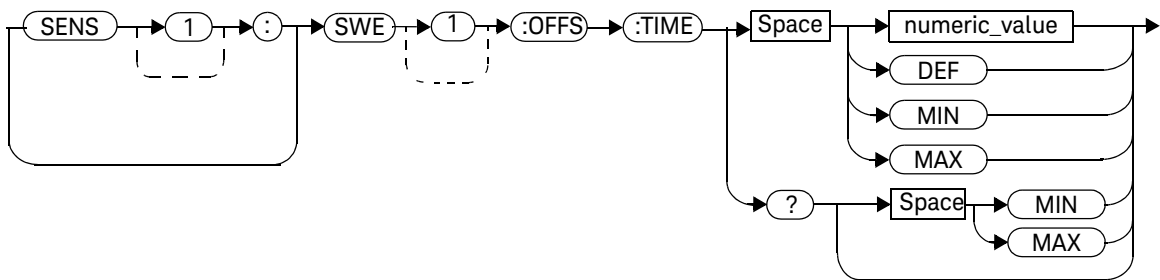 SENS 1 : SWE 1 :OFFS :TIME Space numeric_value
DEF
MIN
MAX
? Space MIN
MAX